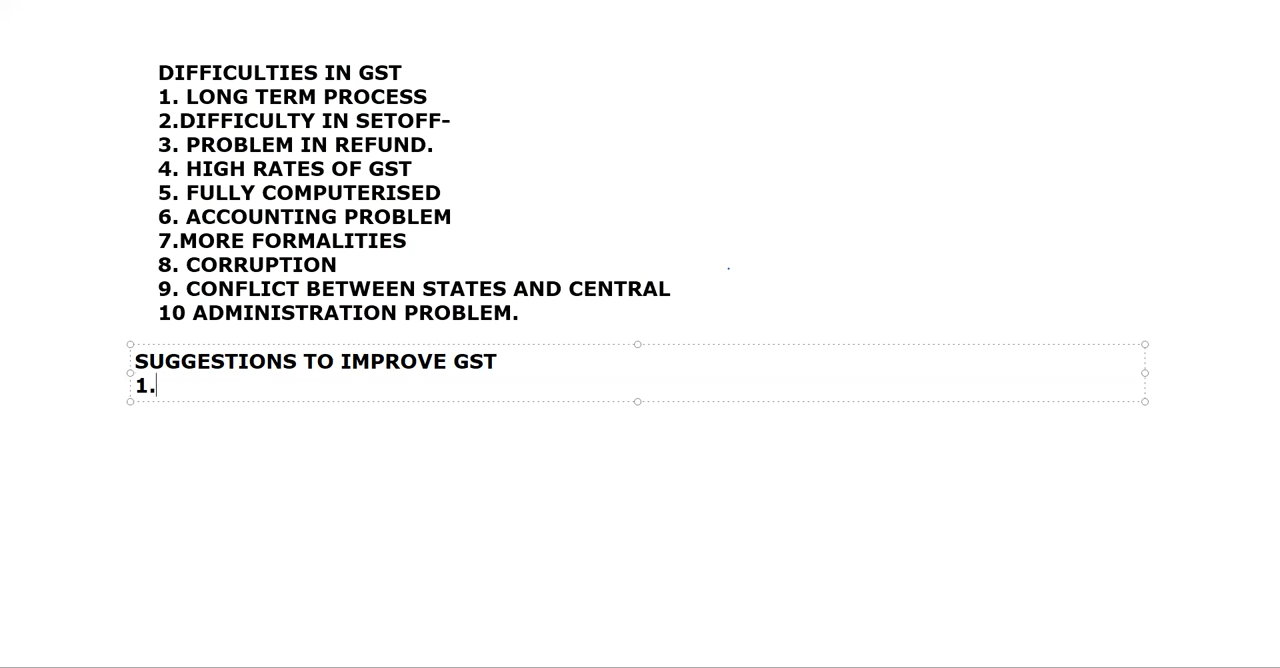 DIFFICULTIES IN GST
1. LONG TERM PROCESS
2.DIFFICULTY IN SETOFF-
3. PROBLEM IN REFUND.
4. HIGH RATES OF GST
5. FULLY COMPUTERISED
6. ACCOUNTING PROBLEM
7.MORE FORMALITIES
8. CORRUPTION
9. CONFLICT BETWEEN STATES AND CENTRAL
10 ADMINISTRATION PROBLEM.
SUGGESTIONS TO IMPROVE GST
1.